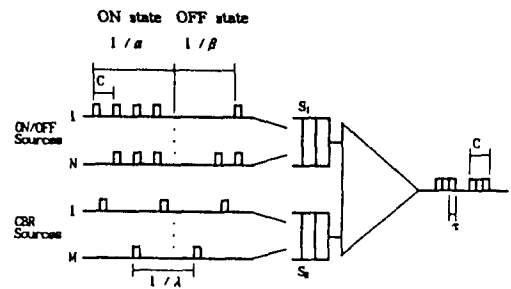 ON state OFF state
1 / α 1 / β
C
1
ON/OFF
Sources
N
S₁
C
τ
1
CBR
Sources
M
1 / λ
S₂